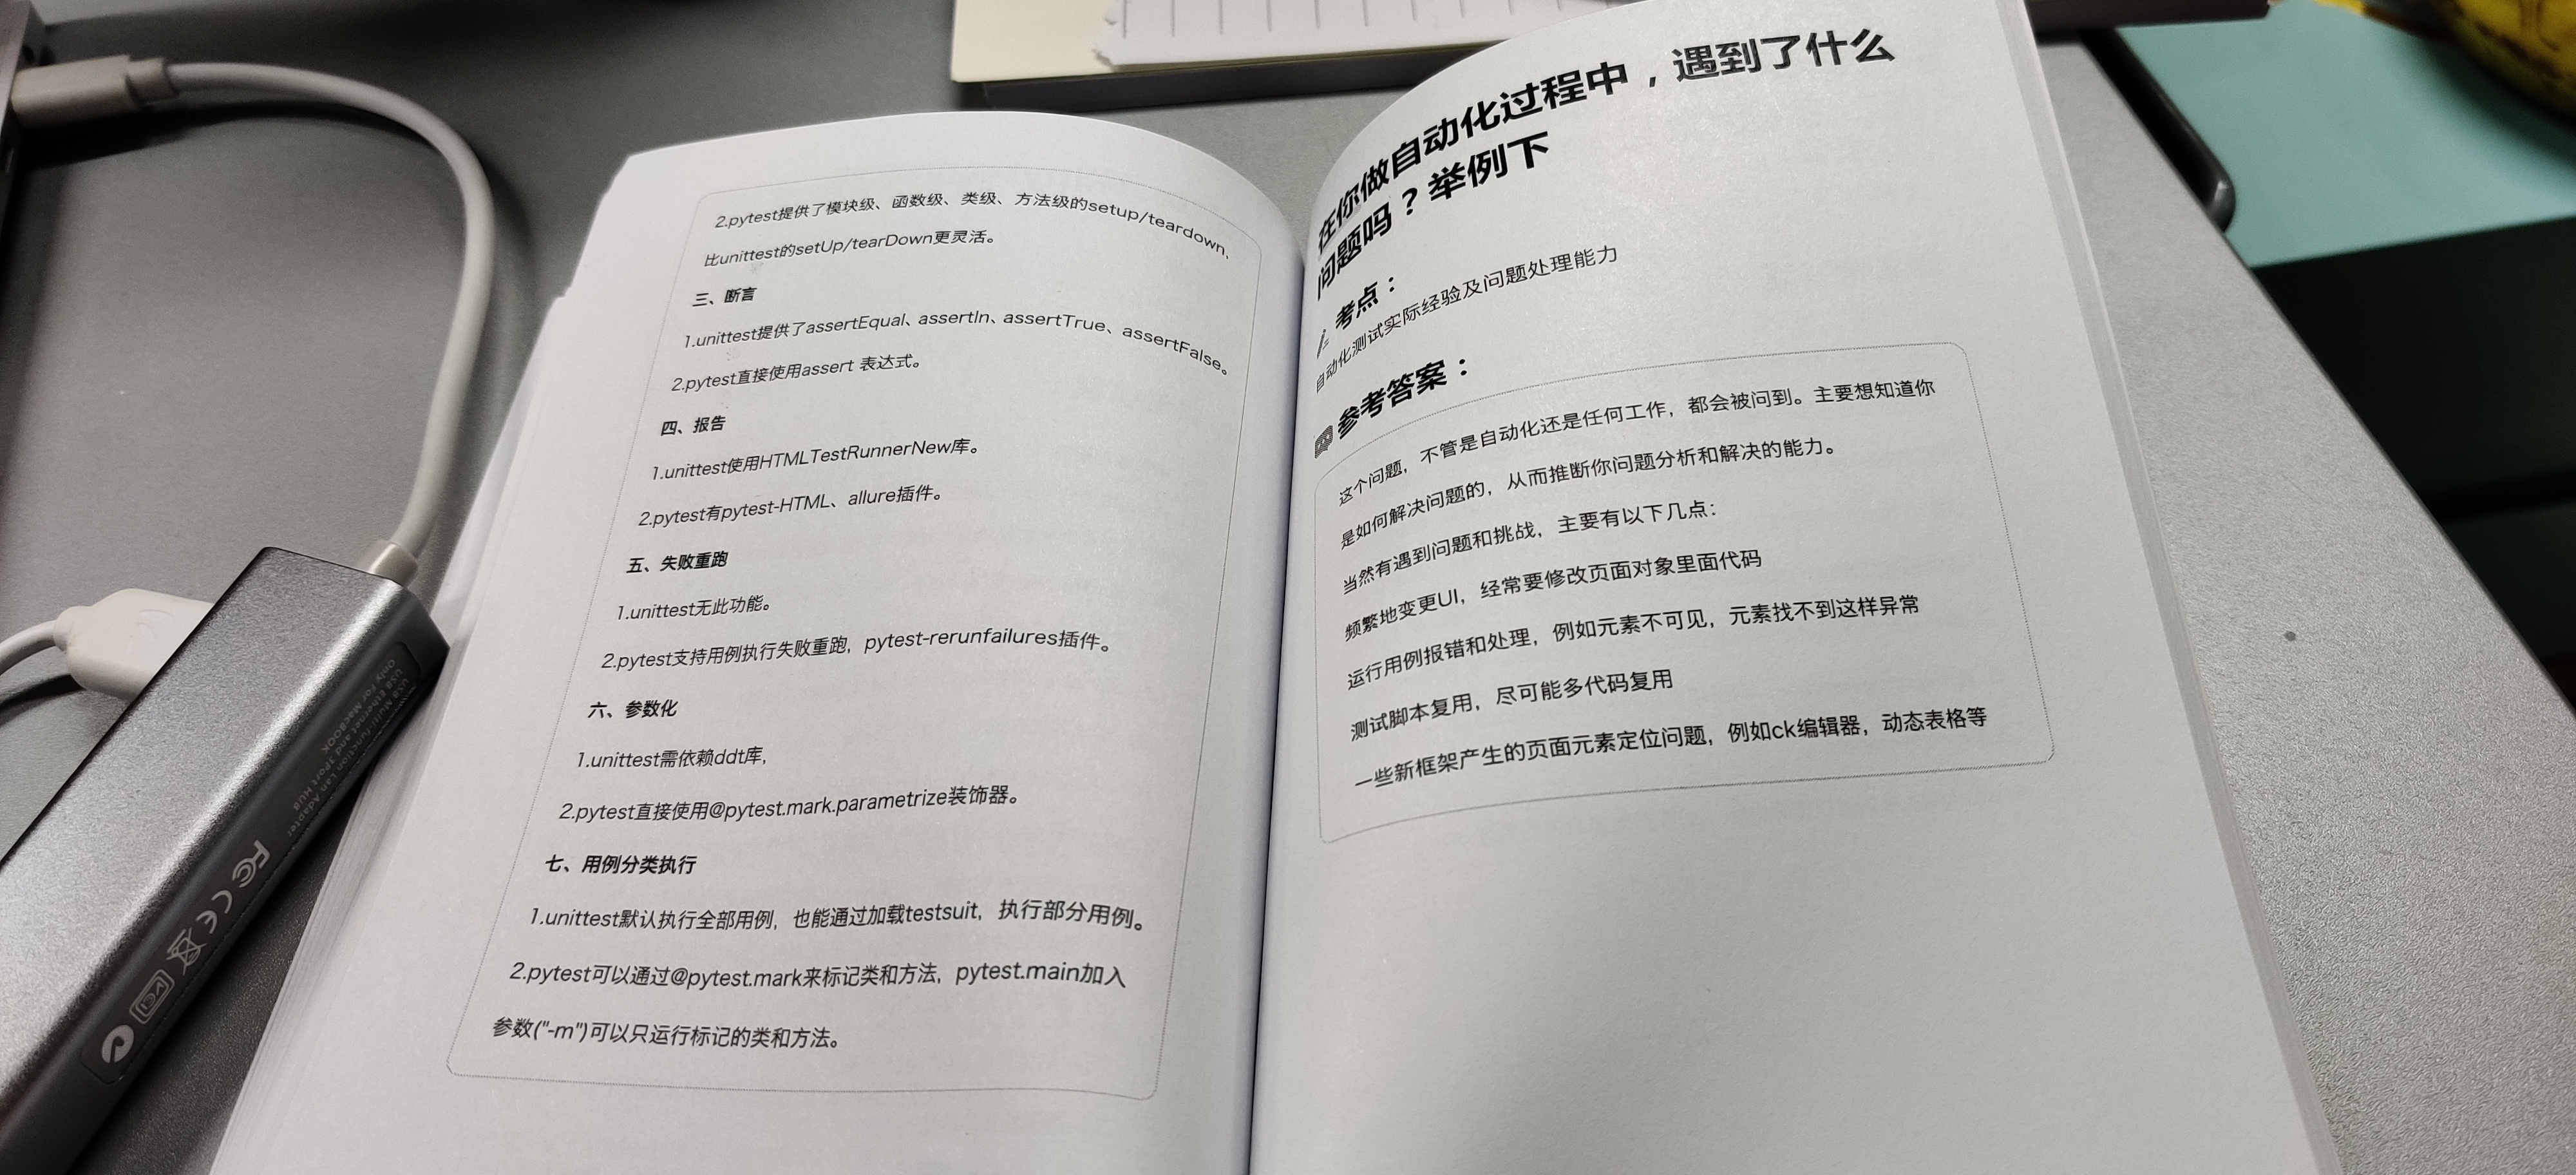 2.pytest提供了模块级、函数级、类级、方法级的setup/teardown、
比unittest的setUp/tearDown更灵活。
三、断言
1.unittest提供了assertEqual、assertIn、assertTrue、assertFalse。
2.pytest直接使用assert 表达式。
四、报告
1.unittest使用HTMLTestRunnerNew库。
2.pytest有pytest-HTML、allure插件。
五、失败重跑
1.unittest无此功能。
2.pytest支持用例执行失败重跑，pytest-rerunfailures插件。
六、参数化
1.unittest需依赖ddt库，
2.pytest直接使用@pytest.mark.parametrize装饰器。
七、用例分类执行
1.unittest默认执行全部用例，也能通过加载testsuit，执行部分用例。
2.pytest可以通过@pytest.mark来标记类和方法，pytest.main加入
参数("-m")可以只运行标记的类和方法。
在你做自动化过程中，遇到了什么
问题吗？举例下
考点：
自动化测试实际经验及问题处理能力
参考答案：
这个问题，不管是自动化还是任何工作，都会被问到。主要想知道你
是如何解决问题的，从而推断你问题分析和解决的能力。
当然有遇到问题和挑战，主要有以下几点：
频繁地变更UI，经常要修改页面对象里面代码
运行用例报错和处理，例如元素不可见，元素找不到这样异常
测试脚本复用，尽可能多代码复用
一些新框架产生的页面元素定位问题，例如ck编辑器，动态表格等
USB Multi-function Lan Adapter
USB Ethernet and 3Port HUB
Only For MacBOOK
FC CE